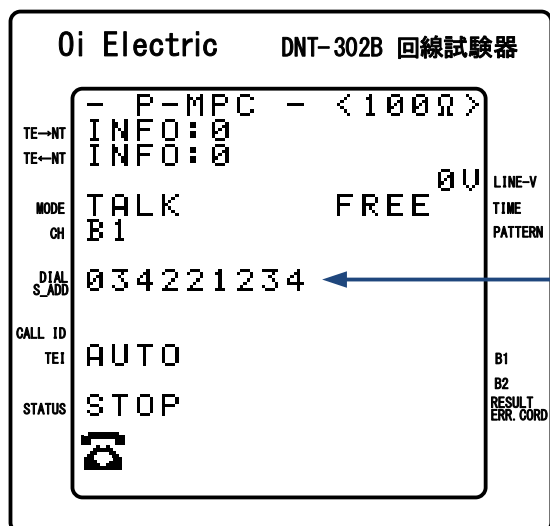 Oi Electric DNT-302B 回線試験器
- P-MPC - <100Ω>
TE→NT INFO:0
TE←NT INFO:0
0V LINE-V
MODE TALK FREE TIME
CH B1 PATTERN
DIAL
S_ADD 034221234
CALL ID
TEI AUTO B1
B2
STATUS STOP RESULT
ERR.CORD